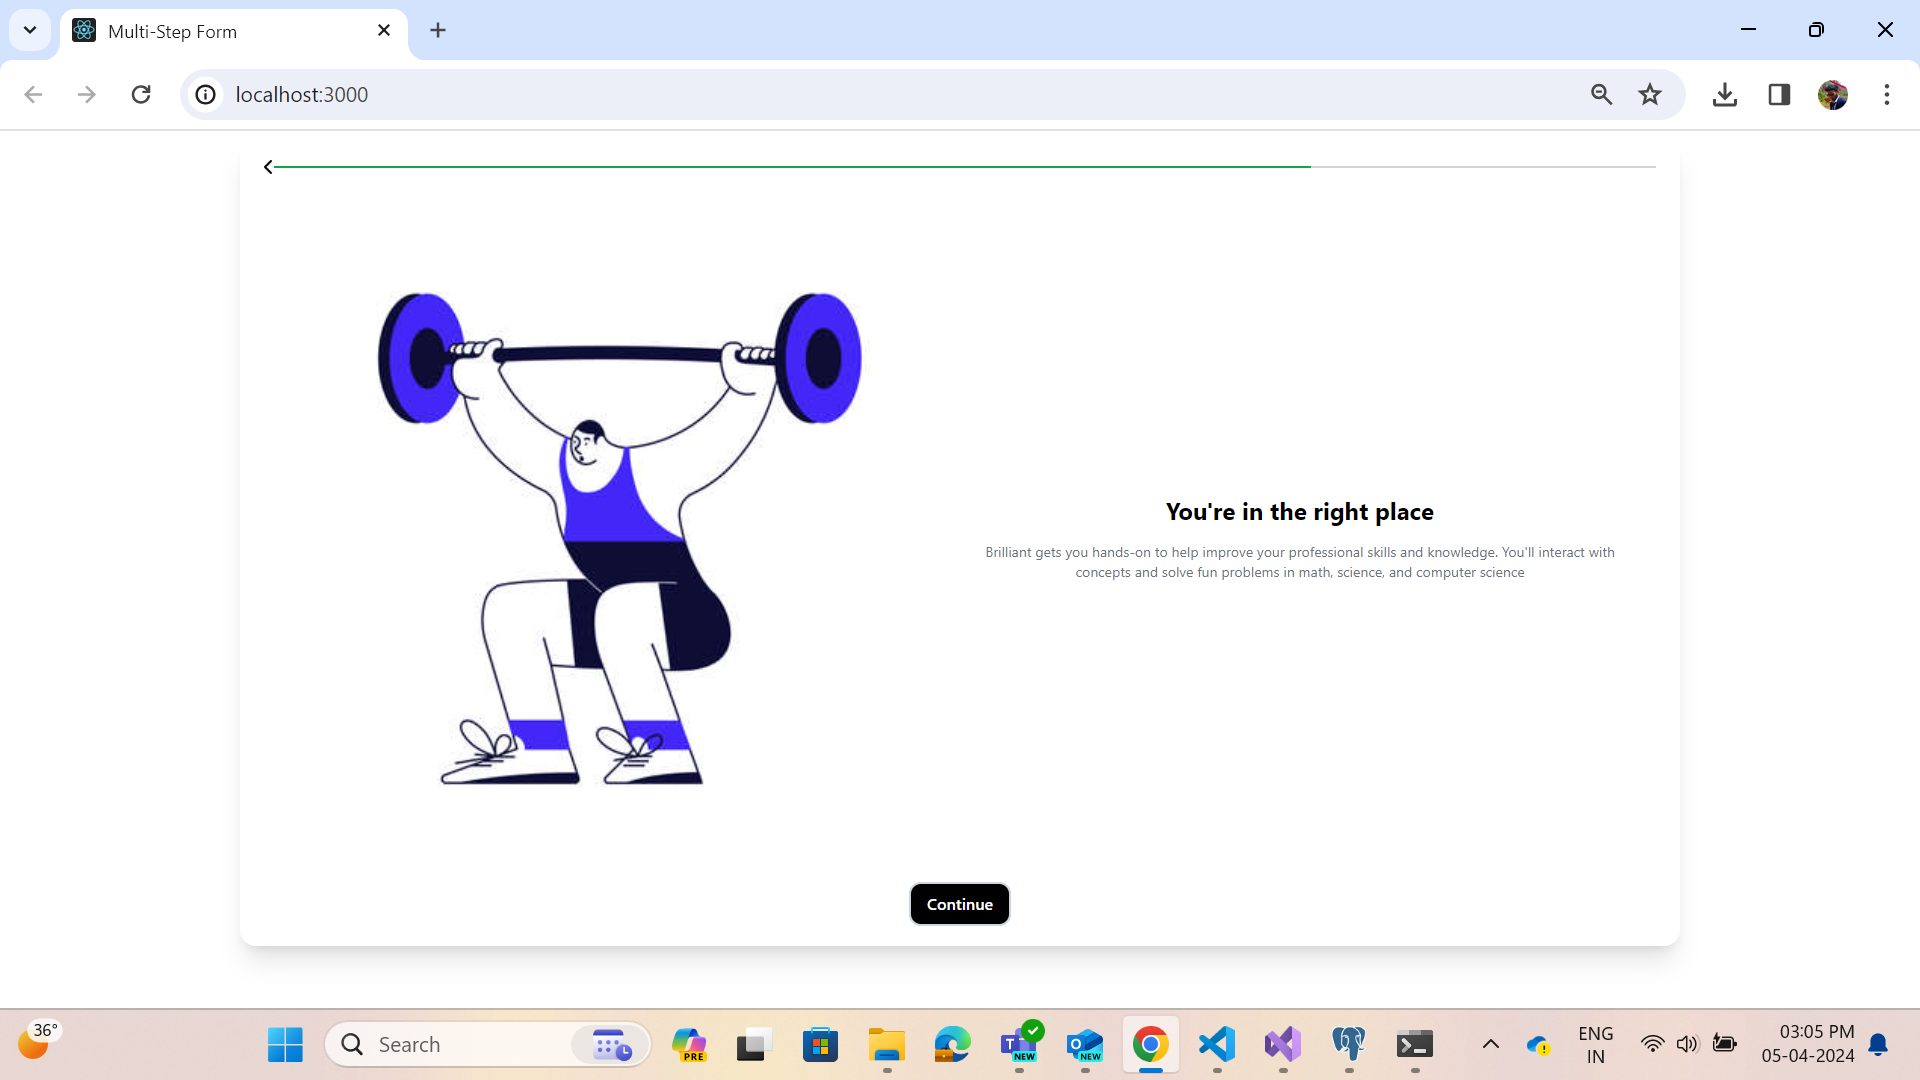 Multi-Step Form
localhost:3000
You're in the right place
Brilliant gets you hands-on to help improve your professional skills and knowledge. You'll interact with
concepts and solve fun problems in math, science, and computer science
Continue
36°
Search
PRE
NEW
NEW
ENG
IN
03:05 PM
05-04-2024